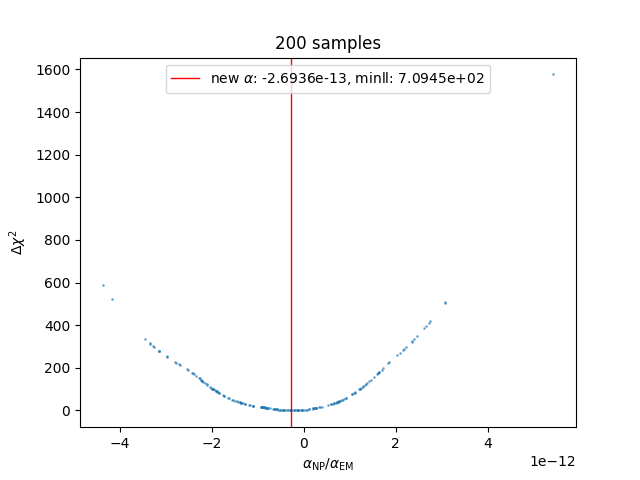 200 samples
new α: -2.6936e-13, minll: 7.0945e+02
1600
1400
1200
1000
800
600
400
200
0
Δχ²
−4 −2 0 2 4
1e−12
α_NP/α_EM